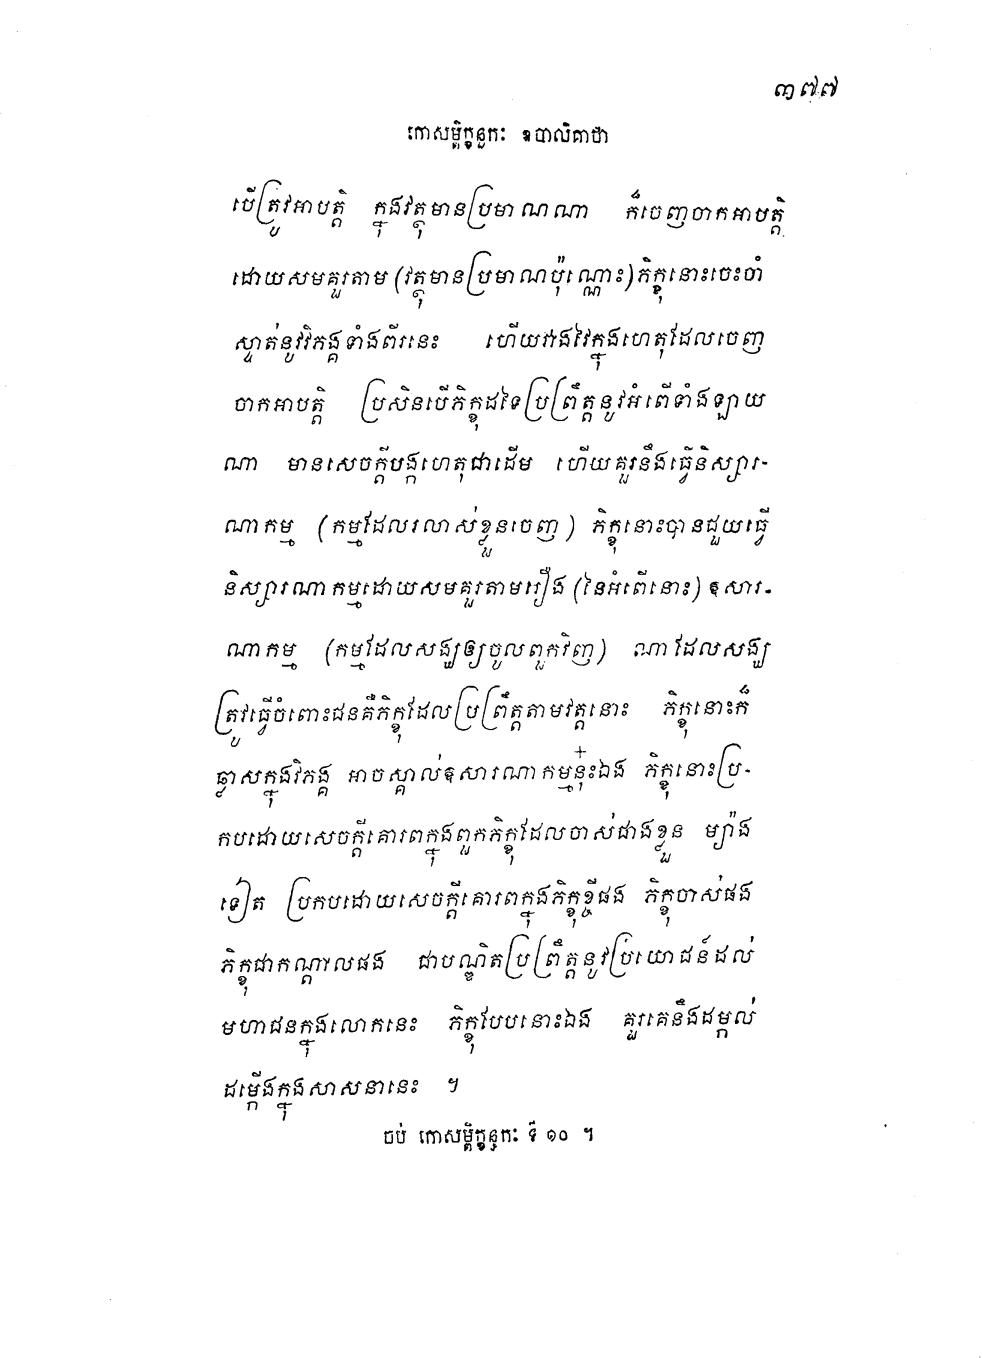 ៣៧៧
កោសម្ពិក្ខន្ធកៈ ឧបាលិគាថា
បើត្រូវអាបត្តិ ក្នុងវត្ថុមានប្រមាណណា ក៏ចេញចាកអាបត្តិ
ដោយសមគួរតាម (វត្ថុមានប្រមាណប៉ុណ្ណោះ) ភិក្ខុនោះចេះចាំ
ស្ទាត់នូវវិភង្គទាំងពីរនេះ ហើយវាងវៃក្នុងហេតុដែលចេញ
ចាកអាបត្តិ ប្រសិនបើភិក្ខុដទៃប្រព្រឹត្តនូវអំពើទាំងឡាយ
ណា មានសេចក្តីបង្កហេតុជាដើម ហើយគួរនឹងធ្វើនិស្សារ-
ណាកម្ម (កម្មដែលរលាស់ខ្លួនចេញ) ភិក្ខុនោះបានជួយធ្វើ
និស្សារណាកម្មដោយសមគួរតាមរឿង (នៃអំពើនោះ) ឧសារ-
ណាកម្ម (កម្មដែលសង្ឃឲ្យចូលពួកវិញ) ណាដែលសង្ឃ
ត្រូវធ្វើចំពោះជនគឺភិក្ខុដែលប្រព្រឹត្តតាមវត្តនោះ ភិក្ខុនោះក៏
ឆ្លាសក្នុងវិភង្គ អាចស្គាល់ឧសារណាកម្មនុ៎ះឯង ភិក្ខុនោះប្រ-
កបដោយសេចក្តីគោរពក្នុងពួកភិក្ខុដែលចាស់ជាងខ្លួន ម្យ៉ាង
ទៀត ប្រកបដោយសេចក្តីគោរពក្នុងភិក្ខុខ្ចីផង ភិក្ខុចាស់ផង
ភិក្ខុជាកណ្តាលផង ជាបណ្ឌិតប្រព្រឹត្តនូវប្រយោជន៍ដល់
មហាជនក្នុងលោកនេះ ភិក្ខុបែបនោះឯង គួរគេនឹងដម្កល់
ដម្កើងក្នុងសាសនានេះ ។
ចប់ កោសម្ពិក្ខន្ធកៈ ទី ១០ ។